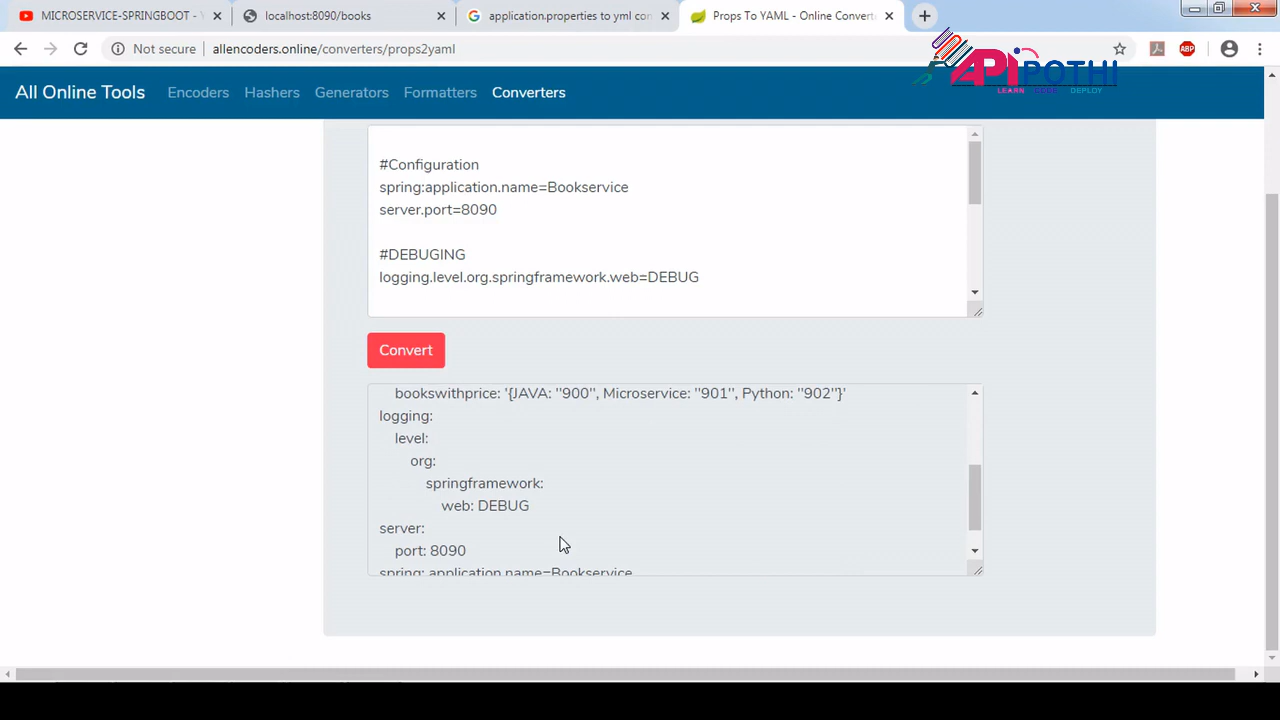 MICROSERVICE-SPRINGBOOT - Y
localhost:8090/books
application.properties to yml con
Props To YAML - Online Converte
Not secure
allencoders.online/converters/props2yaml
ABP
APiPOTHI
LEARN CODE DEPLOY
All Online Tools
Encoders
Hashers
Generators
Formatters
Converters
#Configuration
spring:application.name=Bookservice
server.port=8090
#DEBUGING
logging.level.org.springframework.web=DEBUG
Convert
bookswithprice: '{JAVA: "900", Microservice: "901", Python: "902"}'
logging:
level:
org:
springframework:
web: DEBUG
server:
port: 8090
spring: application.name=Bookservice